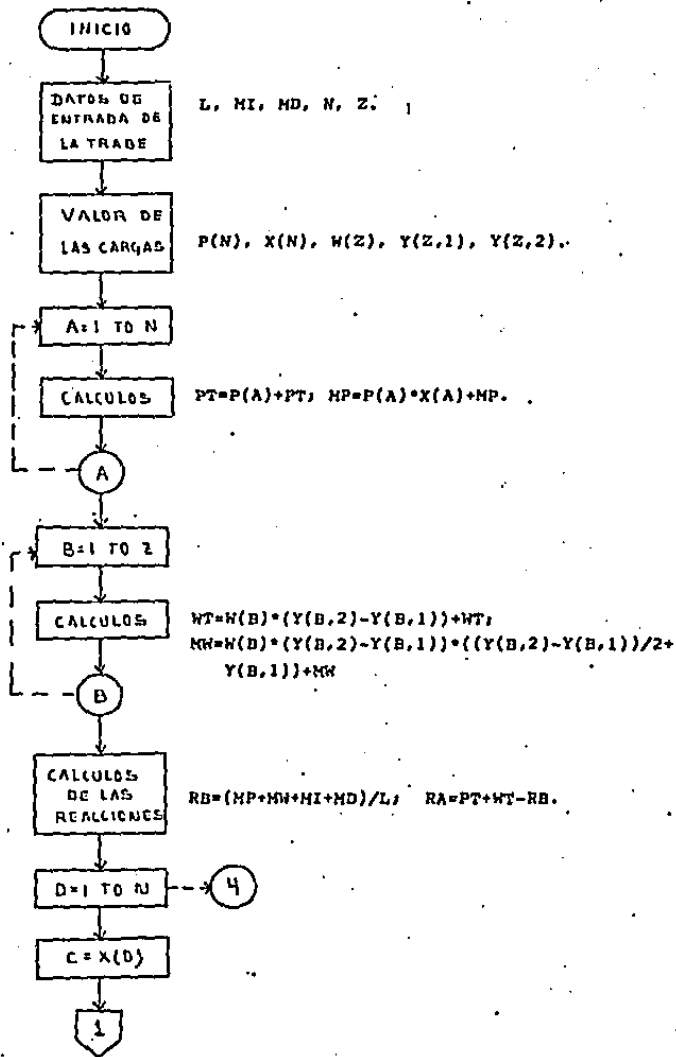 INICIO
DATOS DE
ENTRADA DE
LA TRABE
L, MI, MD, N, Z.
VALOR DE
LAS CARGAS
P(N), X(N), W(Z), Y(Z,1), Y(Z,2).
A=1 TO N
CALCULOS
PT=P(A)+PT; MP=P(A)*X(A)+MP.
A
B=1 TO Z
CALCULOS
WT=W(B)*(Y(B,2)-Y(B,1))+WT;
MW=W(B)*(Y(B,2)-Y(B,1))*((Y(B,2)-Y(B,1))/2+
Y(B,1))+MW
B
CALCULOS
DE LAS
REACCIONES
RB=(MP+MW+MI+MD)/L; RA=PT+WT-RB.
D=1 TO N
4
C=X(D)
1